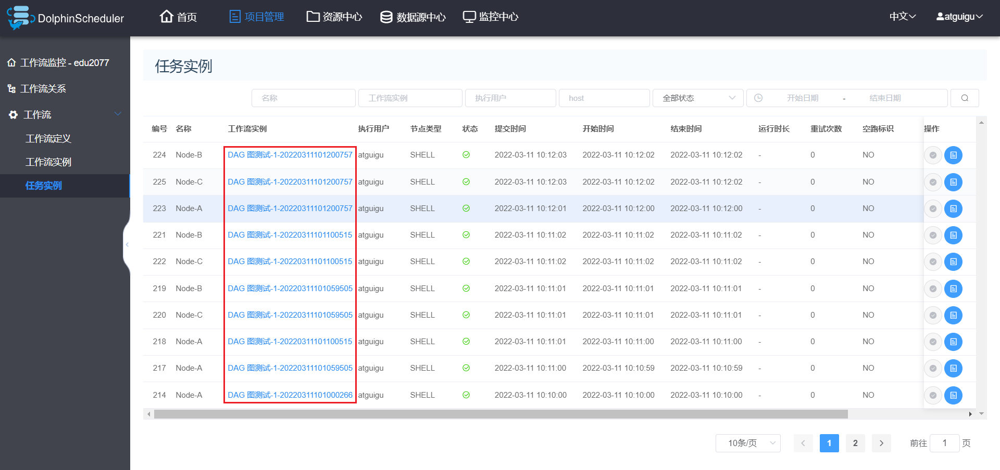 DolphinScheduler 首页 项目管理 资源中心 数据源中心 监控中心 中文 atguigu
工作流监控 - edu2077
工作流关系
工作流
工作流定义
工作流实例
任务实例
任务实例
名称 工作流实例 执行用户 host 全部状态 开始日期 - 结束日期
编号 名称 工作流实例 执行用户 节点类型 状态 提交时间 开始时间 结束时间 运行时长 重试次数 空跑标识 操作
224 Node-B DAG 图测试-1-20220311101200757 atguigu SHELL 2022-03-11 10:12:03 2022-03-11 10:12:02 2022-03-11 10:12:02 - 0 NO
225 Node-C DAG 图测试-1-20220311101200757 atguigu SHELL 2022-03-11 10:12:03 2022-03-11 10:12:02 2022-03-11 10:12:02 - 0 NO
223 Node-A DAG 图测试-1-20220311101200757 atguigu SHELL 2022-03-11 10:12:01 2022-03-11 10:12:00 2022-03-11 10:12:00 - 0 NO
221 Node-B DAG 图测试-1-20220311101100515 atguigu SHELL 2022-03-11 10:11:02 2022-03-11 10:11:02 2022-03-11 10:11:02 - 0 NO
222 Node-C DAG 图测试-1-20220311101100515 atguigu SHELL 2022-03-11 10:11:02 2022-03-11 10:11:02 2022-03-11 10:11:02 - 0 NO
219 Node-B DAG 图测试-1-20220311101059505 atguigu SHELL 2022-03-11 10:11:01 2022-03-11 10:11:01 2022-03-11 10:11:01 - 0 NO
220 Node-C DAG 图测试-1-20220311101059505 atguigu SHELL 2022-03-11 10:11:01 2022-03-11 10:11:01 2022-03-11 10:11:01 - 0 NO
218 Node-A DAG 图测试-1-20220311101100515 atguigu SHELL 2022-03-11 10:11:01 2022-03-11 10:11:00 2022-03-11 10:11:00 - 0 NO
217 Node-A DAG 图测试-1-20220311101059505 atguigu SHELL 2022-03-11 10:11:00 2022-03-11 10:10:59 2022-03-11 10:10:59 - 0 NO
214 Node-A DAG 图测试-1-20220311101000266 atguigu SHELL 2022-03-11 10:10:00 2022-03-11 10:10:00 2022-03-11 10:10:00 - 0 NO
10条/页 1 2 前往 1 页